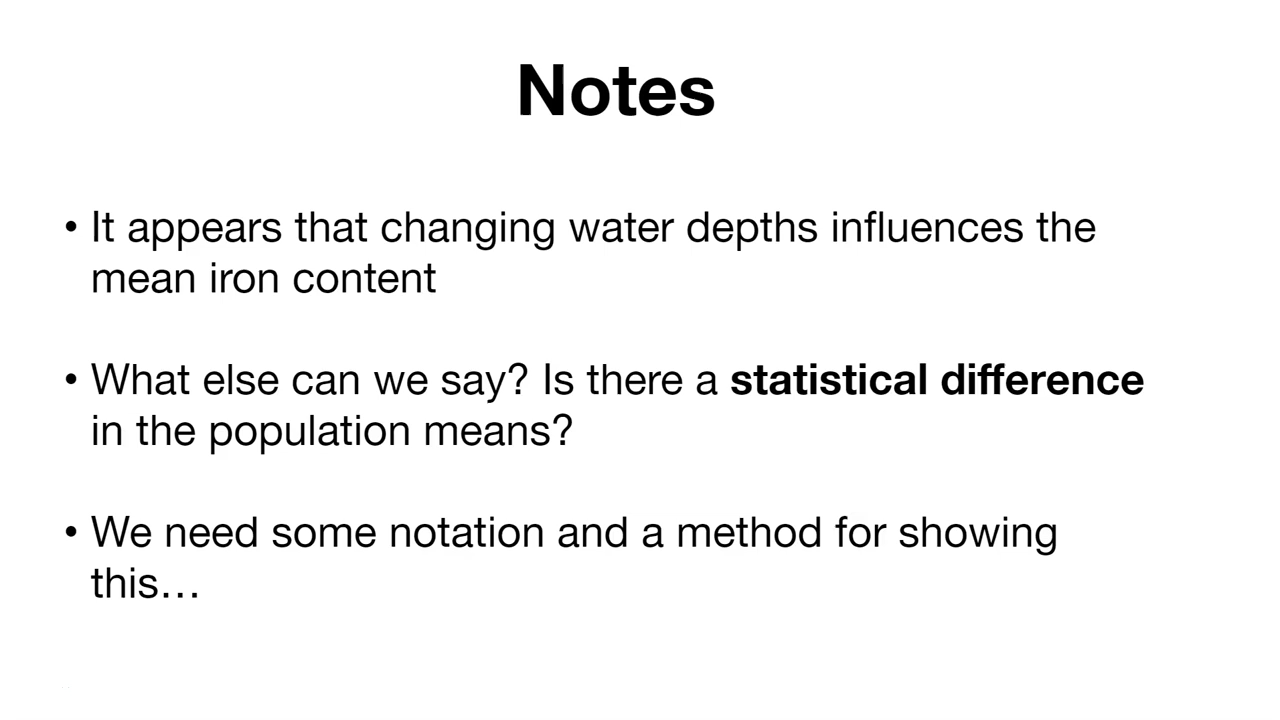 Notes
• It appears that changing water depths influences the
mean iron content
• What else can we say? Is there a statistical difference
in the population means?
• We need some notation and a method for showing
this…